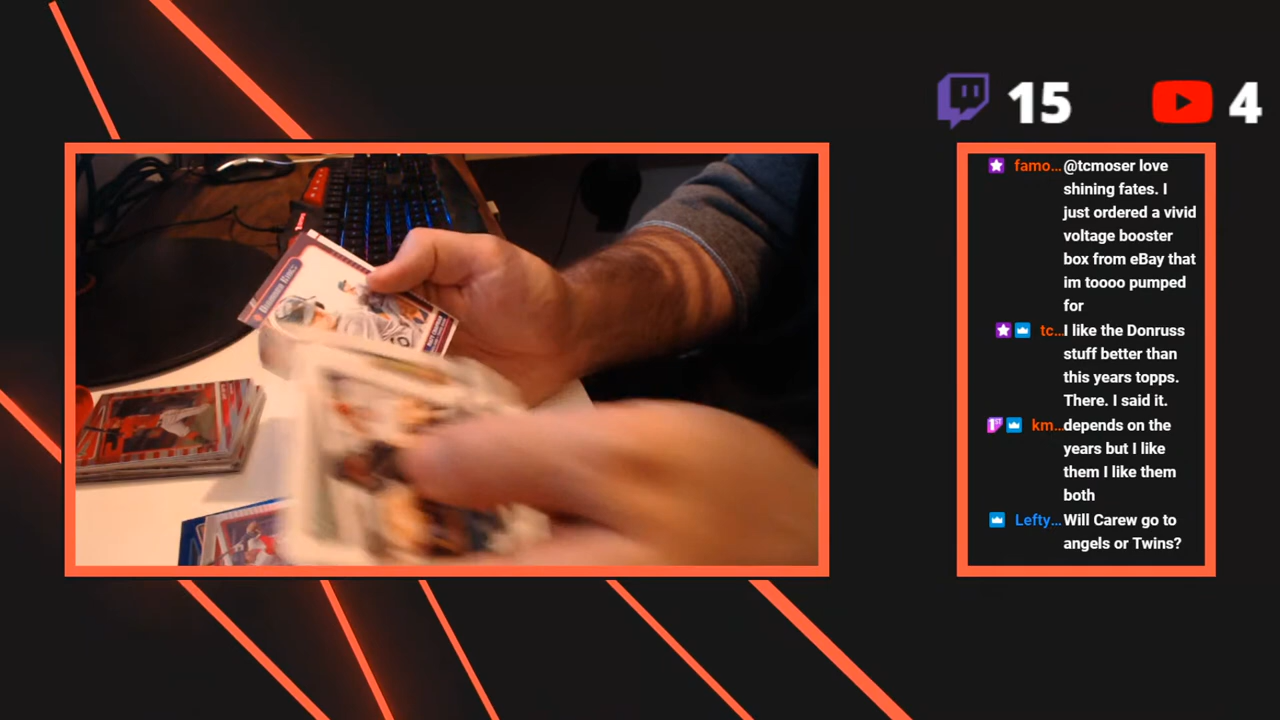 15
4
famo...@tcmoser love
shining fates. I
just ordered a vivid
voltage booster
box from eBay that
im toooo pumped
for
tc...I like the Donruss
stuff better than
this years topps.
There. I said it.
1ST km...depends on the
years but I like
them I like them
both
Lefty...Will Carew go to
angels or Twins?